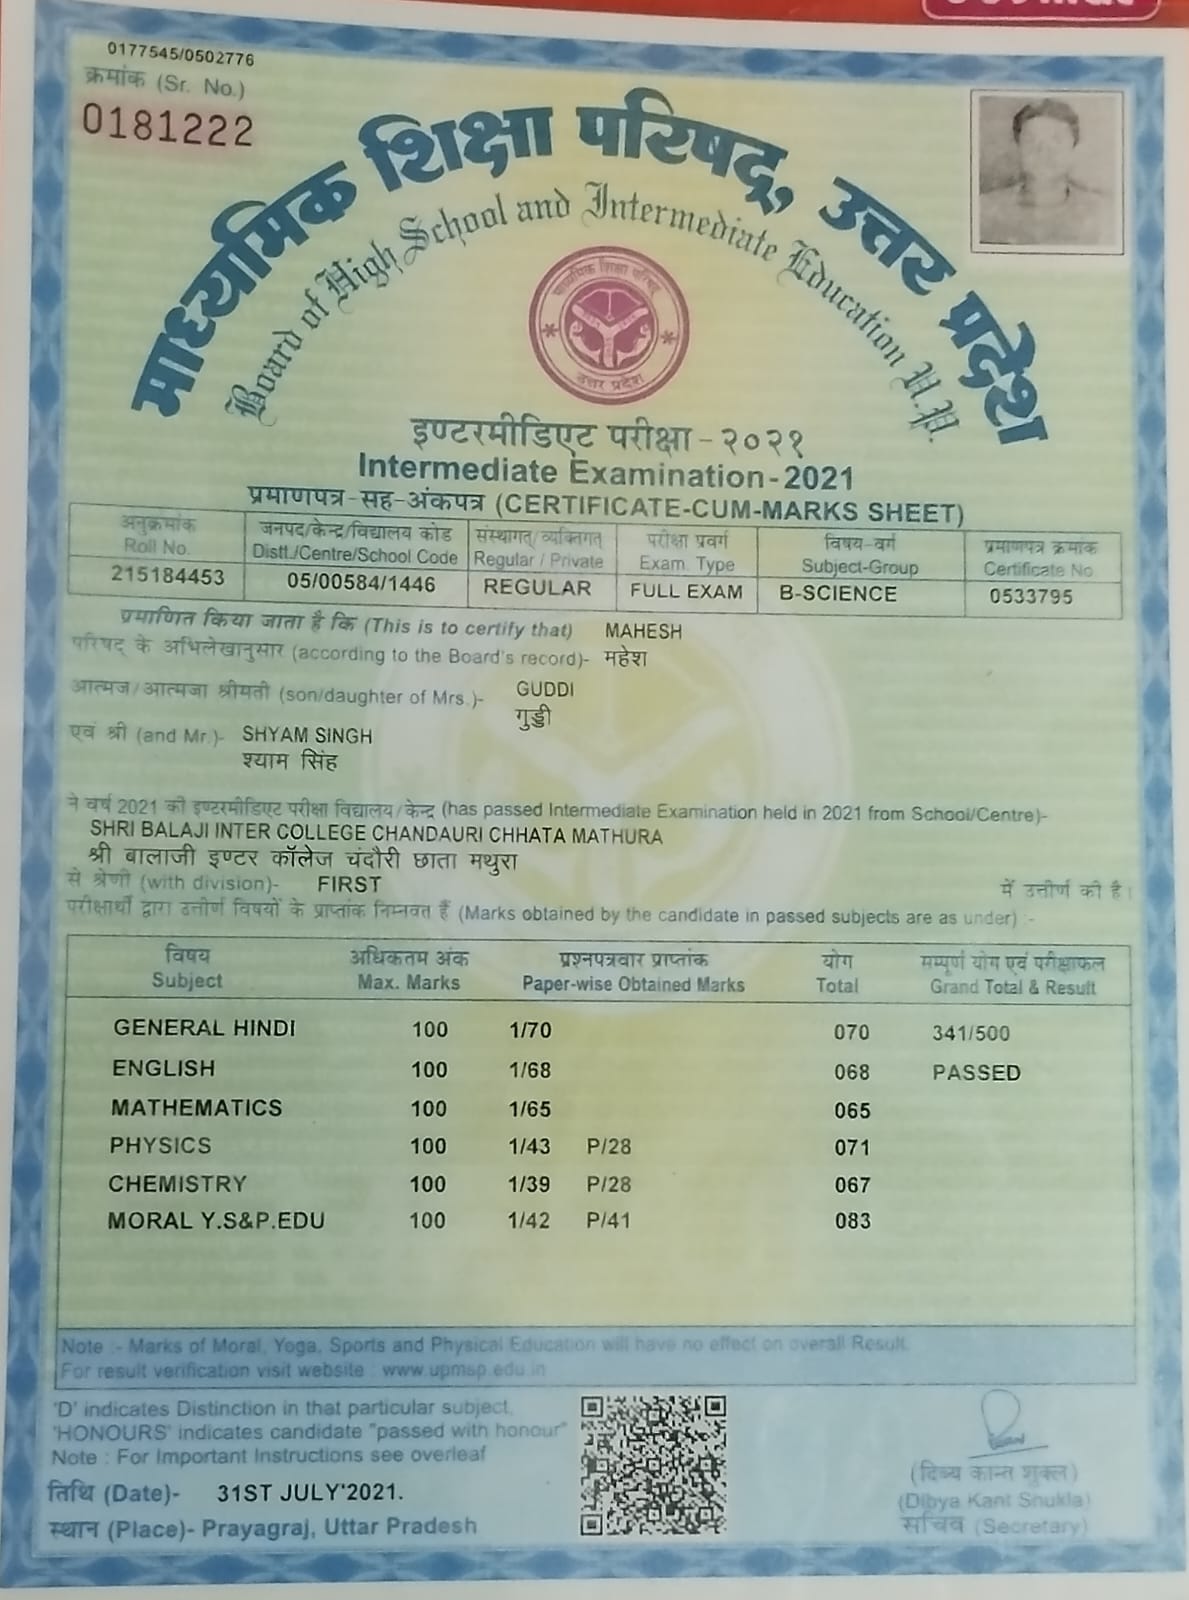 0177545/0502776
क्रमांक (Sr. No.)
0181222
माध्यमिक शिक्षा परिषद्, उत्तर प्रदेश
Board of High School and Intermediate Education U.P.
माध्यमिक शिक्षा परिषद्
उत्तर प्रदेश
इण्टरमीडिएट परीक्षा - २०२१
Intermediate Examination - 2021
प्रमाणपत्र-सह-अंकपत्र (CERTIFICATE-CUM-MARKS SHEET)
अनुक्रमांक जनपद/केन्द्र/विद्यालय कोड संस्थागत/व्यक्तिगत परीक्षा प्रवर्ग विषय-वर्ग प्रमाणपत्र क्रमांक
Roll No. Distt./Centre/School Code Regular / Private Exam. Type Subject-Group Certificate No.
215184453 05/00584/1446 REGULAR FULL EXAM B-SCIENCE 0533795
प्रमाणित किया जाता है कि (This is to certify that) MAHESH
परिषद् के अभिलेखानुसार (according to the Board's record)- महेश
आत्मज/आत्मजा श्रीमती (son/daughter of Mrs.)- GUDDI
गुड्डी
एवं श्री (and Mr.)- SHYAM SINGH
श्याम सिंह
ने वर्ष 2021 की इण्टरमीडिएट परीक्षा विद्यालय/केन्द्र (has passed Intermediate Examination held in 2021 from School/Centre)-
SHRI BALAJI INTER COLLEGE CHANDAURI CHHATA MATHURA
श्री बालाजी इण्टर कॉलेज चंदौरी छाता मथुरा
से श्रेणी (with division)- FIRST में उत्तीर्ण की है।
परीक्षार्थी द्वारा उत्तीर्ण विषयों के प्राप्तांक निम्नवत हैं (Marks obtained by the candidate in passed subjects are as under) :-
विषय अधिकतम अंक प्रश्नपत्रवार प्राप्तांक योग सम्पूर्ण योग एवं परीक्षाफल
Subject Max. Marks Paper-wise Obtained Marks Total Grand Total & Result
GENERAL HINDI 100 1/70 070 341/500
ENGLISH 100 1/68 068 PASSED
MATHEMATICS 100 1/65 065
PHYSICS 100 1/43 P/28 071
CHEMISTRY 100 1/39 P/28 067
MORAL Y.S&P.EDU 100 1/42 P/41 083
Note :- Marks of Moral, Yoga, Sports and Physical Education will have no effect on overall Result.
For result verification visit website : www.upmsp.edu.in
'D' indicates Distinction in that particular subject,
'HONOURS' indicates candidate "passed with honour"
Note : For Important Instructions see overleaf
तिथि (Date)- 31ST JULY'2021.
स्थान (Place)- Prayagraj, Uttar Pradesh
(दिव्य कान्त शुक्ल)
(Dibya Kant Shukla)
सचिव (Secretary)